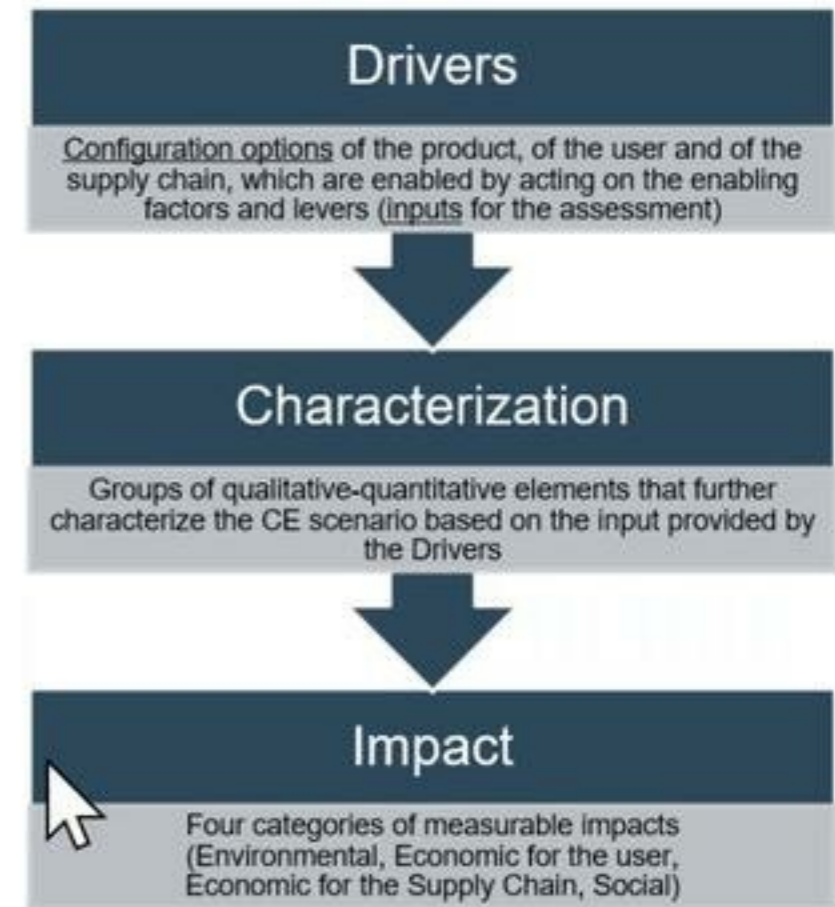 Drivers
Configuration options of the product, of the user and of the
supply chain, which are enabled by acting on the enabling
factors and levers (inputs for the assessment)
Characterization
Groups of qualitative-quantitative elements that further
characterize the CE scenario based on the input provided by
the Drivers
Impact
Four categories of measurable impacts
(Environmental, Economic for the user,
Economic for the Supply Chain, Social)